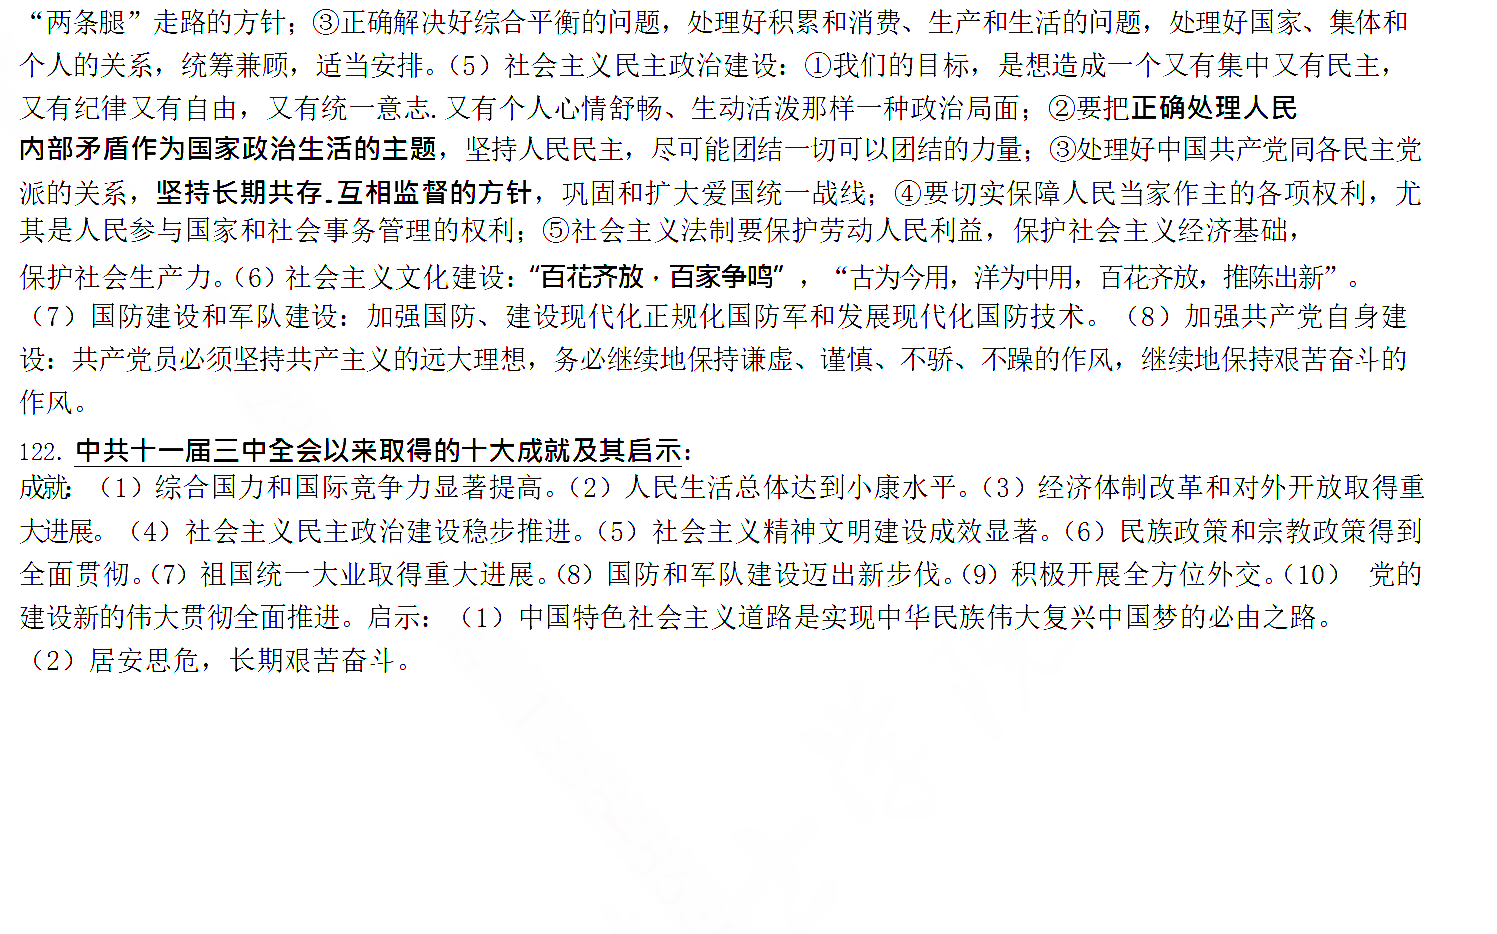 “两条腿”走路的方针；③正确解决好综合平衡的问题，处理好积累和消费、生产和生活的问题，处理好国家、集体和
个人的关系，统筹兼顾，适当安排。（5）社会主义民主政治建设：①我们的目标，是想造成一个又有集中又有民主，
又有纪律又有自由，又有统一意志.又有个人心情舒畅、生动活泼那样一种政治局面；②要把正确处理人民
内部矛盾作为国家政治生活的主题，坚持人民民主，尽可能团结一切可以团结的力量；③处理好中国共产党同各民主党
派的关系，坚持长期共存.互相监督的方针，巩固和扩大爱国统一战线；④要切实保障人民当家作主的各项权利，尤
其是人民参与国家和社会事务管理的权利；⑤社会主义法制要保护劳动人民利益，保护社会主义经济基础，
保护社会生产力。（6）社会主义文化建设：“百花齐放，百家争鸣”，“古为今用，洋为中用，百花齐放，推陈出新”。
（7）国防建设和军队建设：加强国防、建设现代化正规化国防军和发展现代化国防技术。（8）加强共产党自身建
设：共产党员必须坚持共产主义的远大理想，务必继续地保持谦虚、谨慎、不骄、不躁的作风，继续地保持艰苦奋斗的
作风。
122. 中共十一届三中全会以来取得的十大成就及其启示：
成就：（1）综合国力和国际竞争力显著提高。（2）人民生活总体达到小康水平。（3）经济体制改革和对外开放取得重
大进展。（4）社会主义民主政治建设稳步推进。（5）社会主义精神文明建设成效显著。（6）民族政策和宗教政策得到
全面贯彻。（7）祖国统一大业取得重大进展。（8）国防和军队建设迈出新步伐。（9）积极开展全方位外交。（10） 党的
建设新的伟大贯彻全面推进。启示：（1）中国特色社会主义道路是实现中华民族伟大复兴中国梦的必由之路。
（2）居安思危，长期艰苦奋斗。